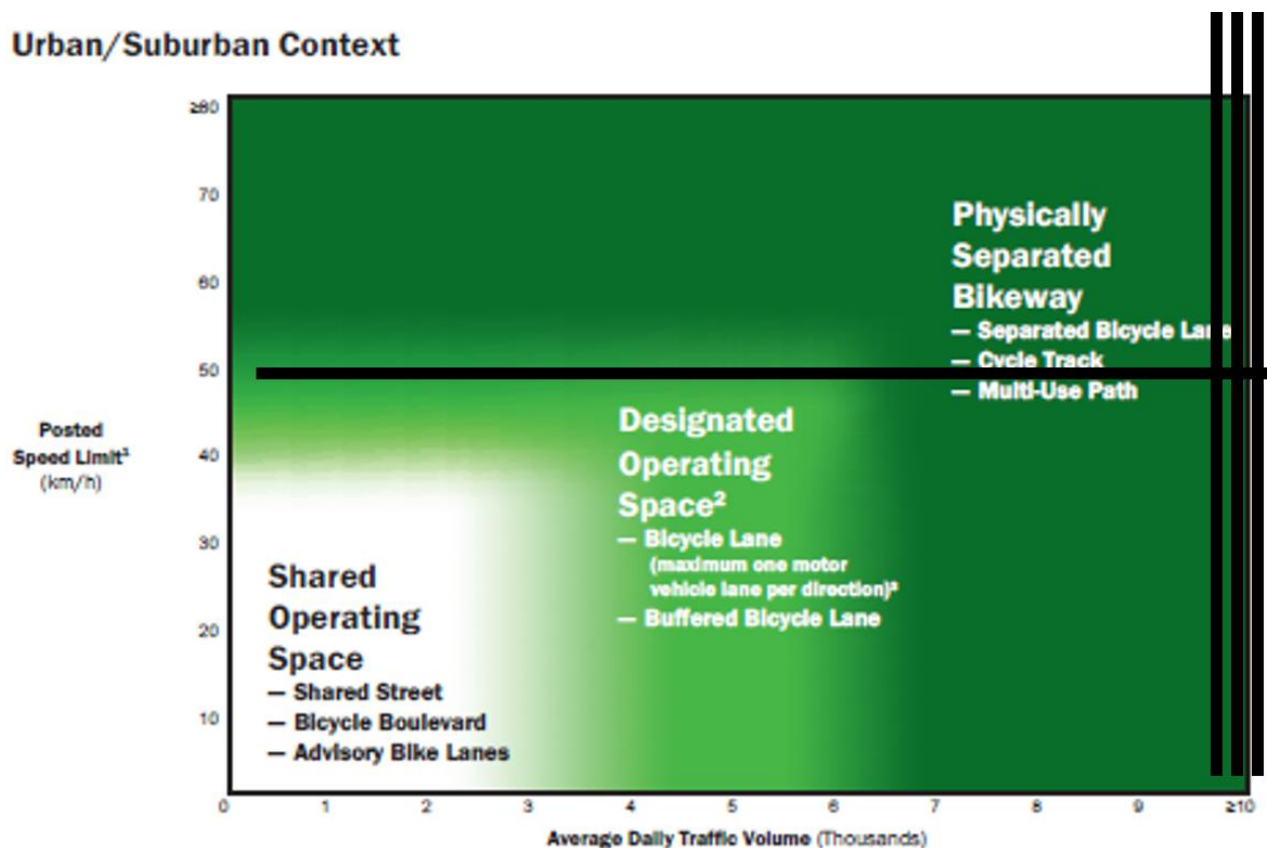 Urban/Suburban Context
≥80
70
60
50
40
30
20
10
Posted
Speed Limit¹
(km/h)
Physically
Separated
Bikeway
— Separated Bicycle Lane
— Cycle Track
— Multi-Use Path
Designated
Operating
Space²
— Bicycle Lane
(maximum one motor
vehicle lane per direction)³
— Buffered Bicycle Lane
Shared
Operating
Space
— Shared Street
— Bicycle Boulevard
— Advisory Bike Lanes
0 1 2 3 4 5 6 7 8 9 ≥10
Average Daily Traffic Volume (Thousands)